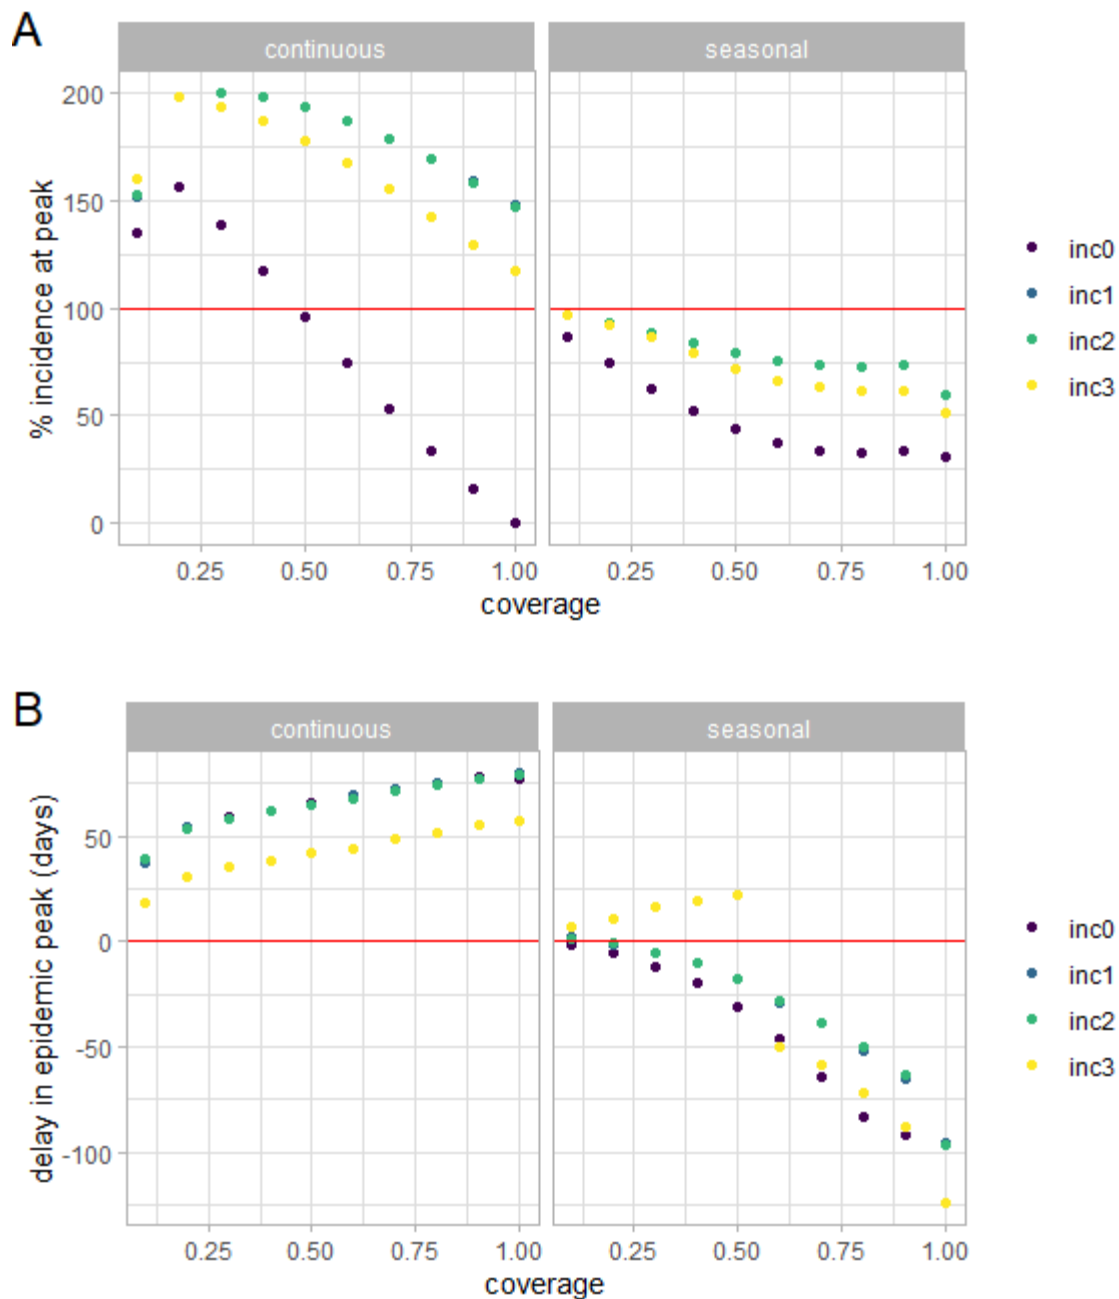 A
continuous seasonal
% incidence at peak
200
150
100
50
0
inc0
inc1
inc2
inc3
0.25 0.50 0.75 1.00 0.25 0.50 0.75 1.00
coverage
B
continuous seasonal
delay in epidemic peak (days)
50
0
-50
-100
inc0
inc1
inc2
inc3
0.25 0.50 0.75 1.00 0.25 0.50 0.75 1.00
coverage